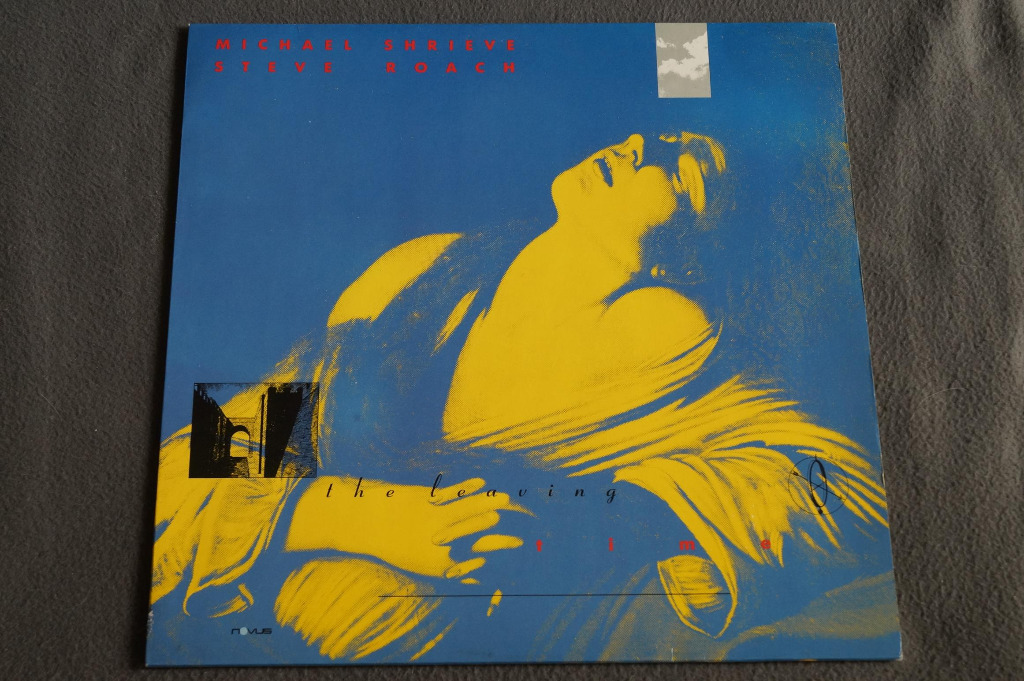 MICHAEL SHRIEVE
STEVE ROACH
the leaving
time
novus